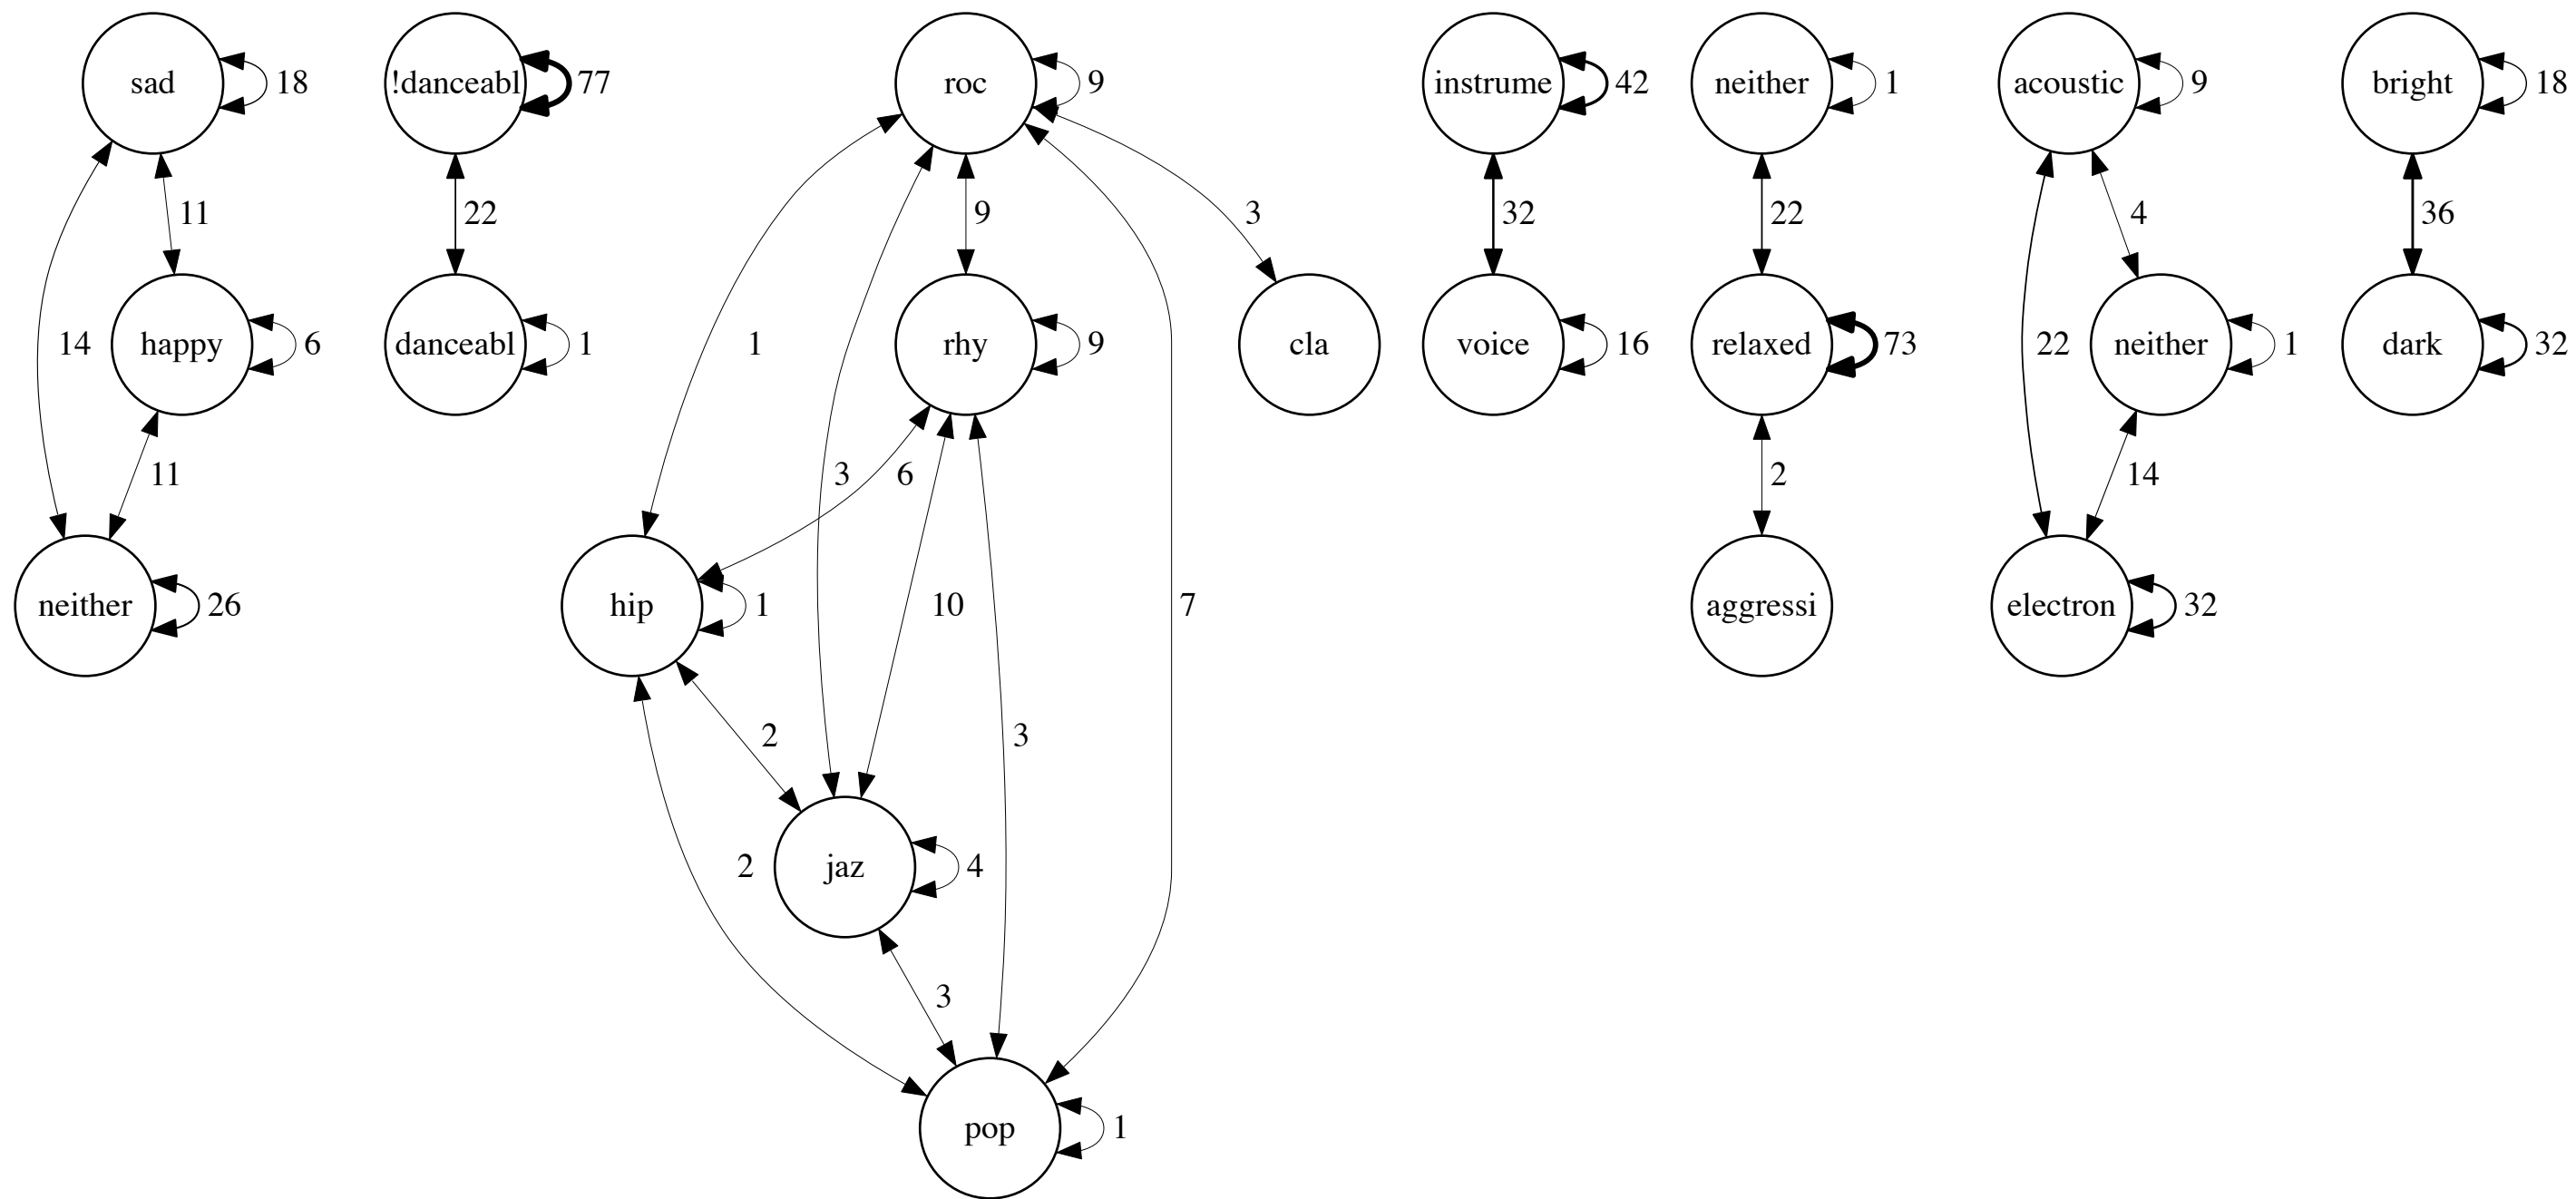 sad 18 !danceabl 77 roc 9 instrume 42 neither 1 acoustic 9 bright 18
11 22 9 3 32 22 4 36
14 happy 6 danceabl 1 1 rhy 9 cla voice 16 relaxed 73 22 neither 1 dark 32
11 3 6 2 14
neither 26 hip 1 10 7 aggressi electron 32
2 3
2 jaz 4
3
pop 1